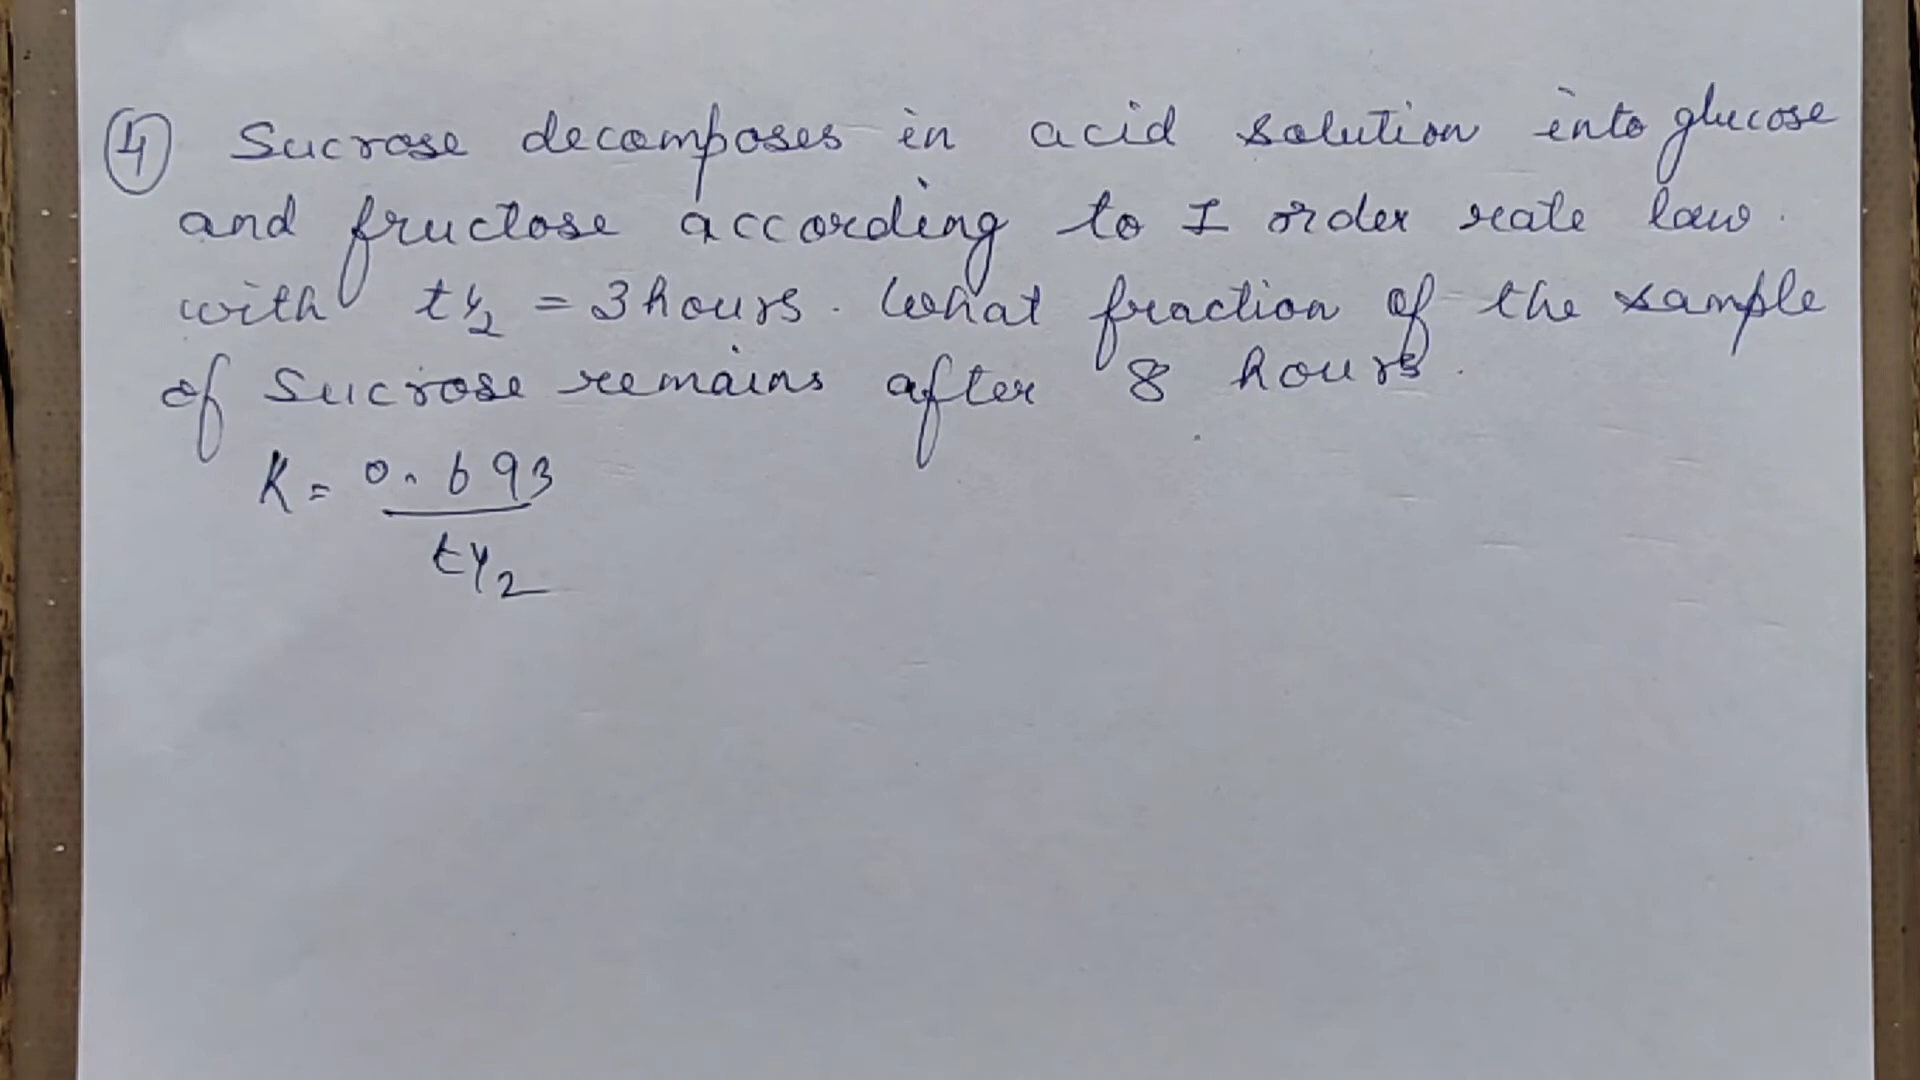 4 Sucrose decomposes in acid solution into glucose
and fructose according to I order rate law.
with t1/2 = 3 hours. What fraction of the sample
of Sucrose remains after 8 hours.
K = 0.693
t1/2